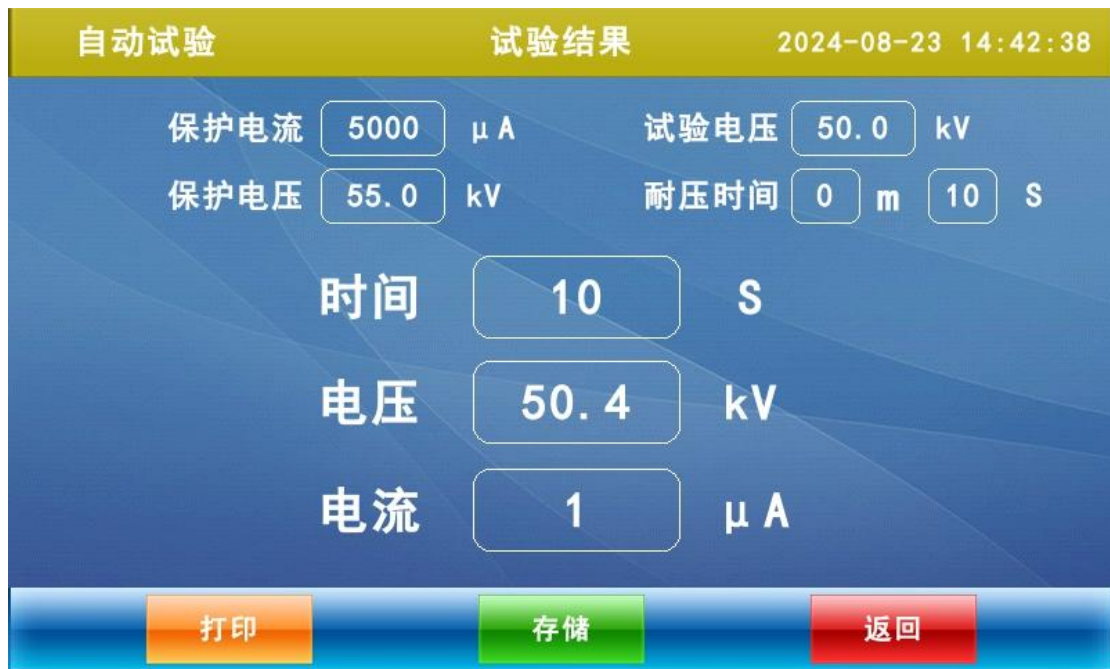 自动试验 试验结果 2024-08-23 14:42:38
保护电流 5000 μA 试验电压 50.0 kV
保护电压 55.0 kV 耐压时间 0 m 10 S
时间 10 S
电压 50.4 kV
电流 1 μA
打印 存储 返回